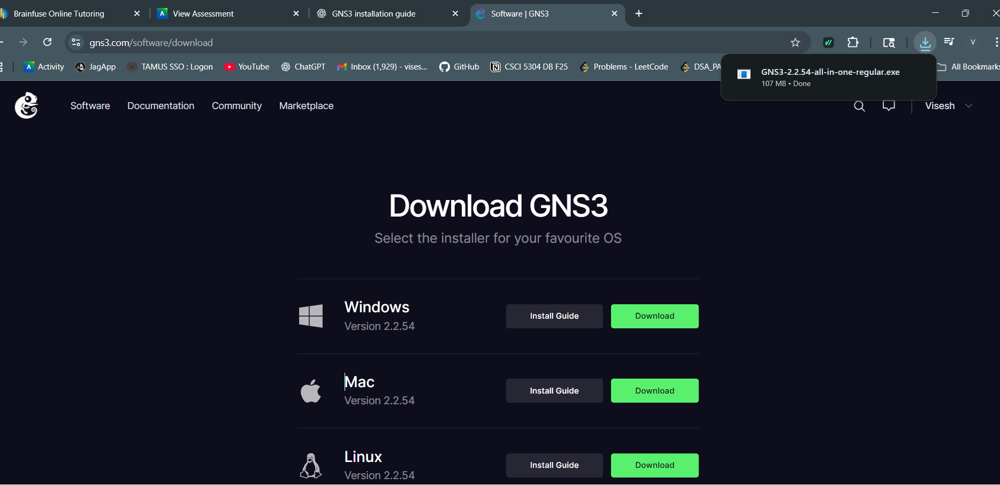 Brainfuse Online Tutoring
View Assessment
GNS3 installation guide
Software | GNS3
gns3.com/software/download
V
Activity
JagApp
TAMUS SSO : Logon
YouTube
ChatGPT
Inbox (1,929) - vises...
GitHub
CSCI 5304 DB F25
Problems - LeetCode
DSA_PA
All Bookmarks
GNS3-2.2.54-all-in-one-regular.exe
107 MB • Done
Software
Documentation
Community
Marketplace
Visesh
Download GNS3
Select the installer for your favourite OS
Windows
Version 2.2.54
Install Guide
Download
Mac
Version 2.2.54
Install Guide
Download
Linux
Version 2.2.54
Install Guide
Download